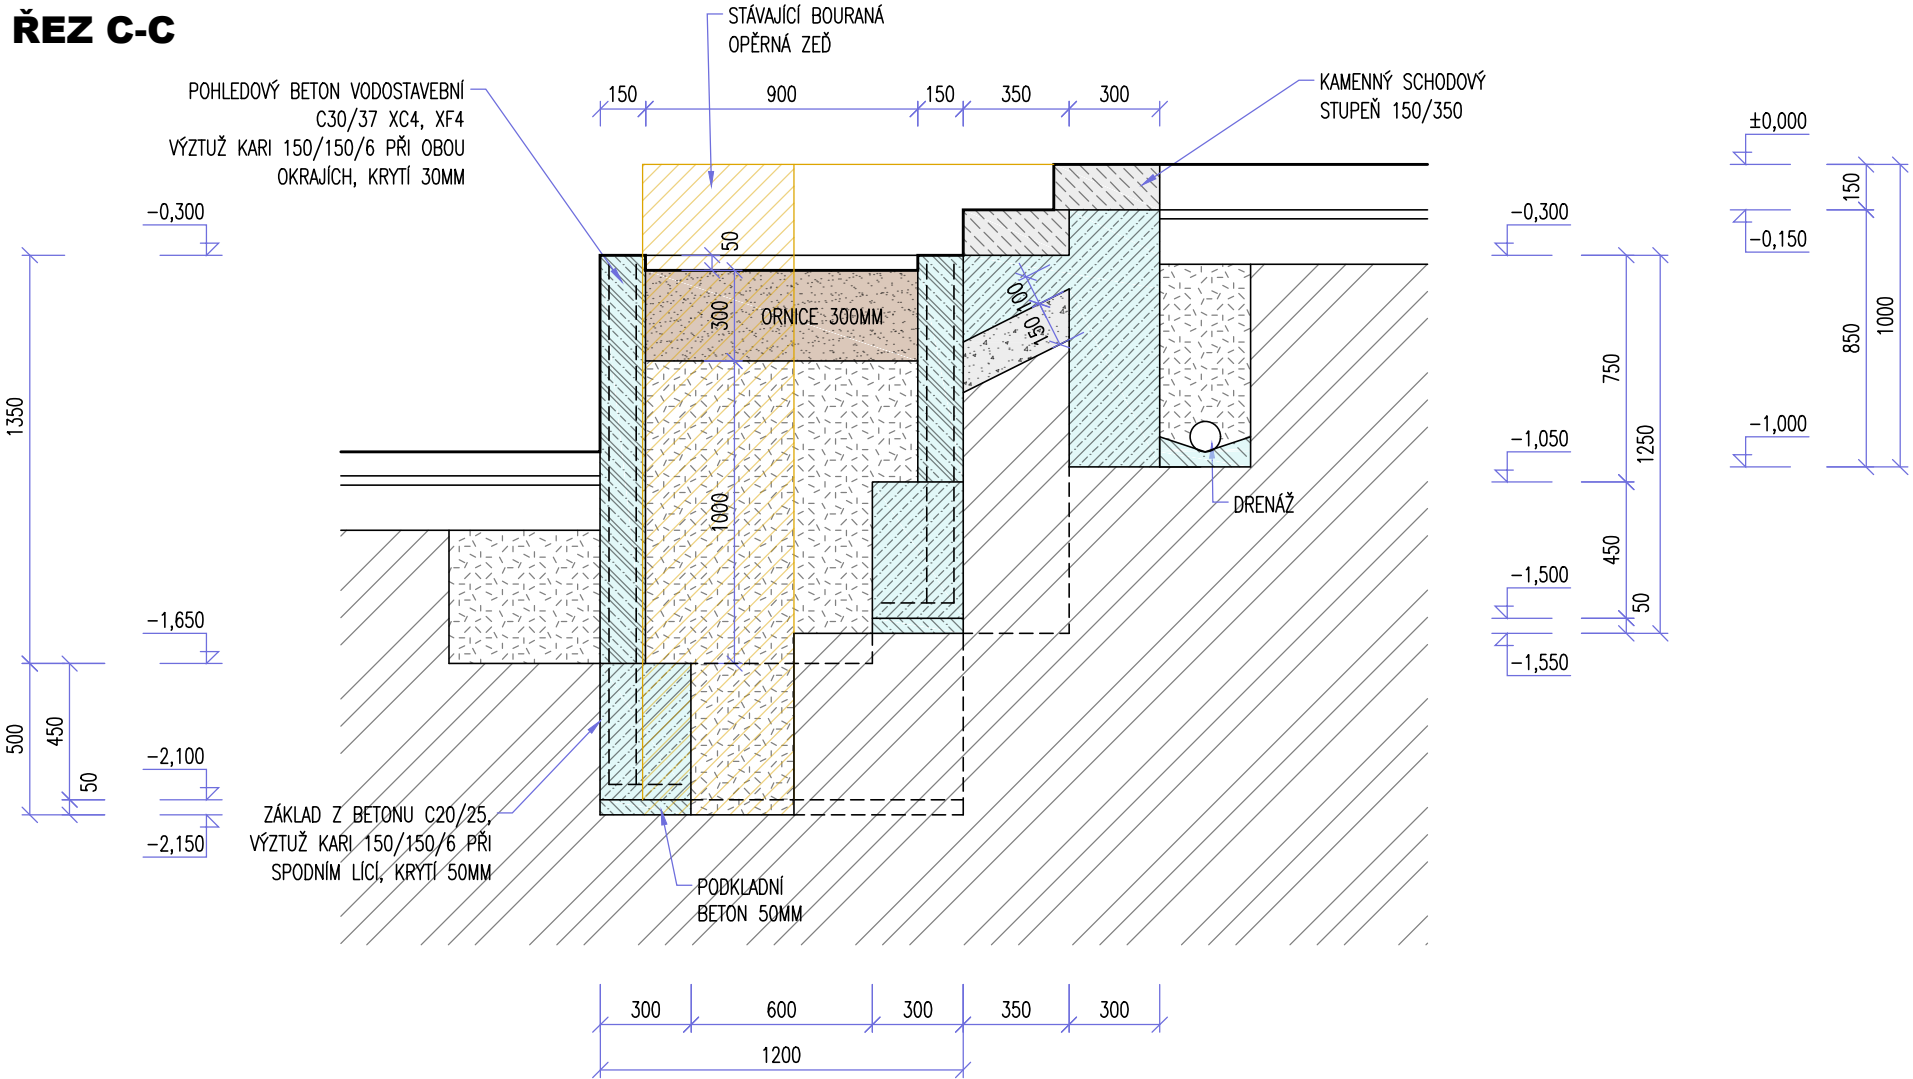 ŘEZ C-C
STÁVAJÍCÍ BOURANÁ
OPĚRNÁ ZEĎ
POHLEDOVÝ BETON VODOSTAVEBNÍ
C30/37 XC4, XF4
VÝZTUŽ KARI 150/150/6 PŘI OBOU
OKRAJÍCH, KRYTÍ 30MM
KAMENNÝ SCHODOVÝ
STUPEŇ 150/350
150
900
150
350
300
±0,000
-0,150
-1,000
150
850
1000
-0,300
-1,050
-1,500
-1,550
750
450
50
1250
-0,300
-1,650
-2,100
-2,150
1350
500
450
50
50
300
1000
ORNICE 300MM
100
150
DRENÁŽ
ZÁKLAD Z BETONU C20/25,
VÝZTUŽ KARI 150/150/6 PŘI
SPODNÍM LÍCÍ, KRYTÍ 50MM
PODKLADNÍ
BETON 50MM
300
600
300
350
300
1200